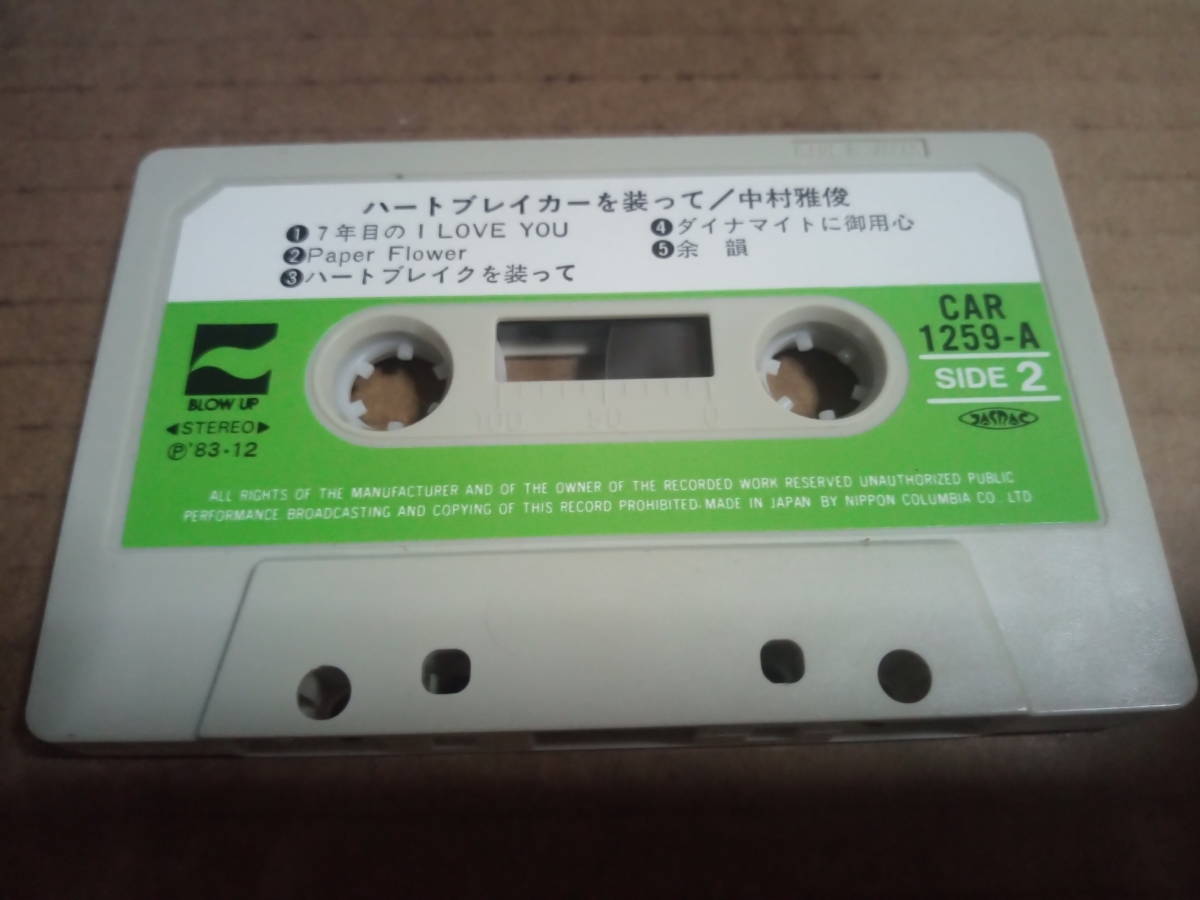 ハートブレイカーを装って／中村雅俊
❶7年目のI LOVE YOU
❷Paper Flower
❸ハートブレイクを装って
❹ダイナマイトに御用心
❺余 韻
BLOW UP
◀STEREO▶
Ⓟ'83・12
CAR
1259-A
SIDE 2
JASRAC
100 50 0
ALL RIGHTS OF THE MANUFACTURER AND OF THE OWNER OF THE RECORDED WORK RESERVED UNAUTHORIZED PUBLIC
PERFORMANCE. BROADCASTING AND COPYING OF THIS RECORD PROHIBITED. MADE IN JAPAN BY NIPPON COLUMBIA CO., LTD